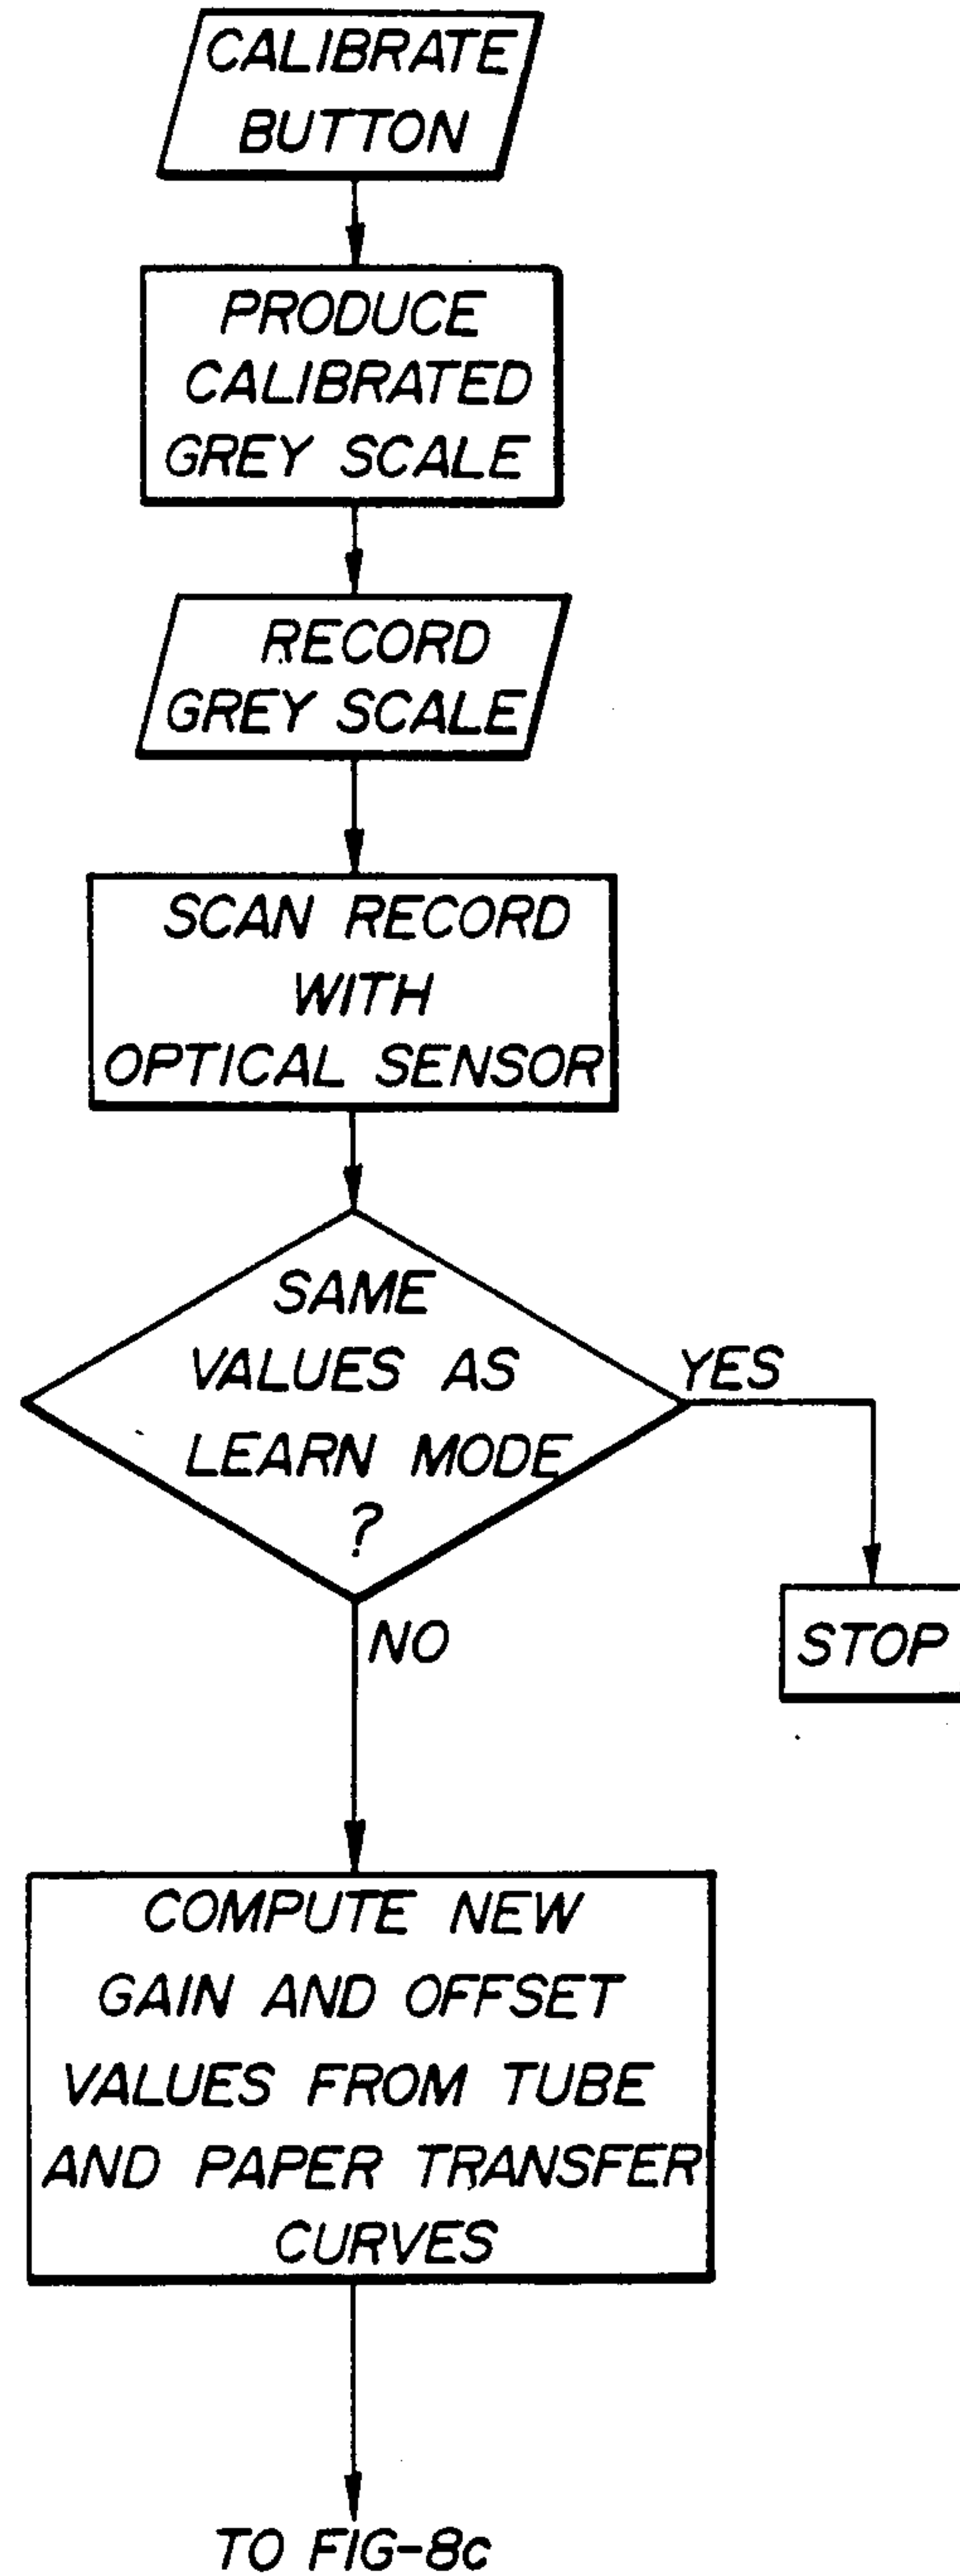 CALIBRATE
BUTTON
PRODUCE
CALIBRATED
GREY SCALE
RECORD
GREY SCALE
SCAN RECORD
WITH
OPTICAL SENSOR
SAME
VALUES AS
LEARN MODE
?
YES
STOP
NO
COMPUTE NEW
GAIN AND OFFSET
VALUES FROM TUBE
AND PAPER TRANSFER
CURVES
TO FIG-8c